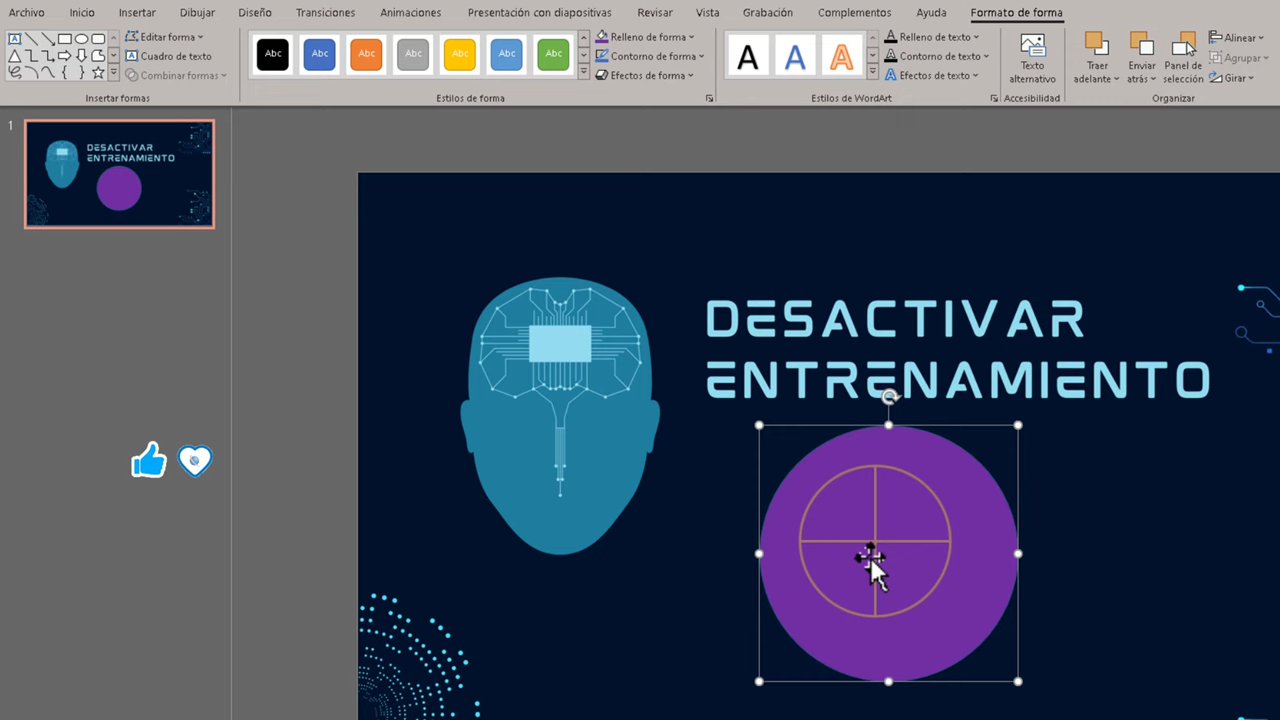 Archivo Inicio Insertar Dibujar Diseño Transiciones Animaciones Presentación con diapositivas Revisar Vista Grabación Complementos Ayuda Formato de forma
Editar forma
Cuadro de texto
Combinar formas
Insertar formas
Abc Abc Abc Abc Abc Abc Abc
Relleno de forma
Contorno de forma
Efectos de forma
Estilos de forma
A A A
Relleno de texto
Contorno de texto
Efectos de texto
Estilos de WordArt
Texto
alternativo
Accesibilidad
Traer
adelante
Enviar
atrás
Panel de
selección
Alinear
Agrupar
Girar
Organizar
1
DESACTIVAR
ENTRENAMIENTO
DESACTIVAR
ENTRENAMIENTO